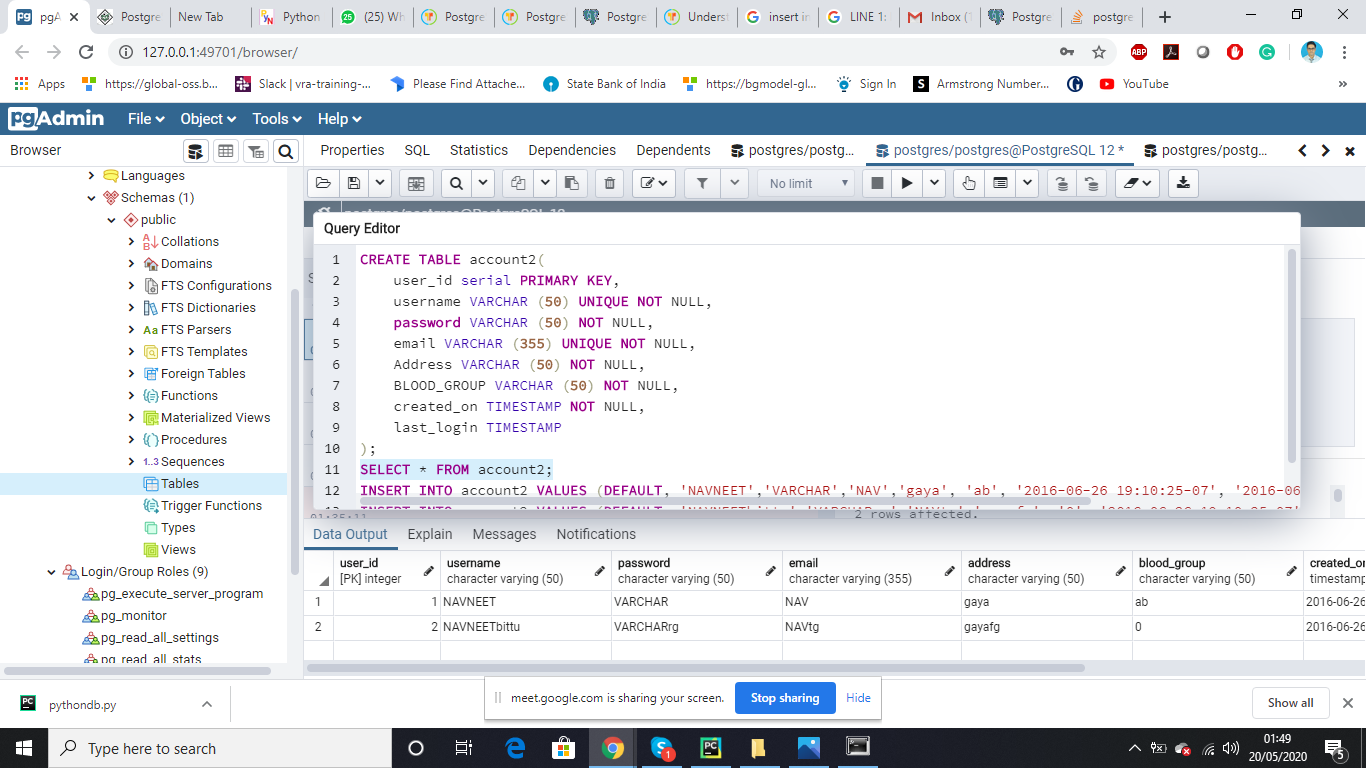 pgA
Postgre
New Tab
Python
(25) Wh
Postgre
Postgre
Postgre
Underst
insert in
LINE 1:
Inbox (1
Postgre
postgre
127.0.0.1:49701/browser/
Apps
https://global-oss.b...
Slack | vra-training-...
Please Find Attache...
State Bank of India
https://bgmodel-gl...
Sign In
Armstrong Number...
YouTube
pgAdmin File Object Tools Help
Browser
Properties SQL Statistics Dependencies Dependents postgres/postg... postgres/postgres@PostgreSQL 12 * postgres/postg...
No limit
Languages
Schemas (1)
public
Collations
Domains
FTS Configurations
FTS Dictionaries
FTS Parsers
FTS Templates
Foreign Tables
Functions
Materialized Views
Procedures
Sequences
Tables
Trigger Functions
Types
Views
Login/Group Roles (9)
pg_execute_server_program
pg_monitor
pg_read_all_settings
pg_read_all_stats
postgres/postgres@PostgreSQL 12
Query Editor
1 CREATE TABLE account2(
2 user_id serial PRIMARY KEY,
3 username VARCHAR (50) UNIQUE NOT NULL,
4 password VARCHAR (50) NOT NULL,
5 email VARCHAR (355) UNIQUE NOT NULL,
6 Address VARCHAR (50) NOT NULL,
7 BLOOD_GROUP VARCHAR (50) NOT NULL,
8 created_on TIMESTAMP NOT NULL,
9 last_login TIMESTAMP
10 );
11 SELECT * FROM account2;
12 INSERT INTO account2 VALUES (DEFAULT, 'NAVNEET','VARCHAR','NAV','gaya', 'ab', '2016-06-26 19:10:25-07', '2016-06
rows affected.
Data Output Explain Messages Notifications
user_id username password email address blood_group created_on
[PK] integer character varying (50) character varying (50) character varying (355) character varying (50) character varying (50) timestamp
1 1 NAVNEET VARCHAR NAV gaya ab 2016-06-26
2 2 NAVNEETbittu VARCHARrg NAVtg gayafg 0 2016-06-26
meet.google.com is sharing your screen. Stop sharing Hide
pythondb.py
Show all
Type here to search
01:49
20/05/2020